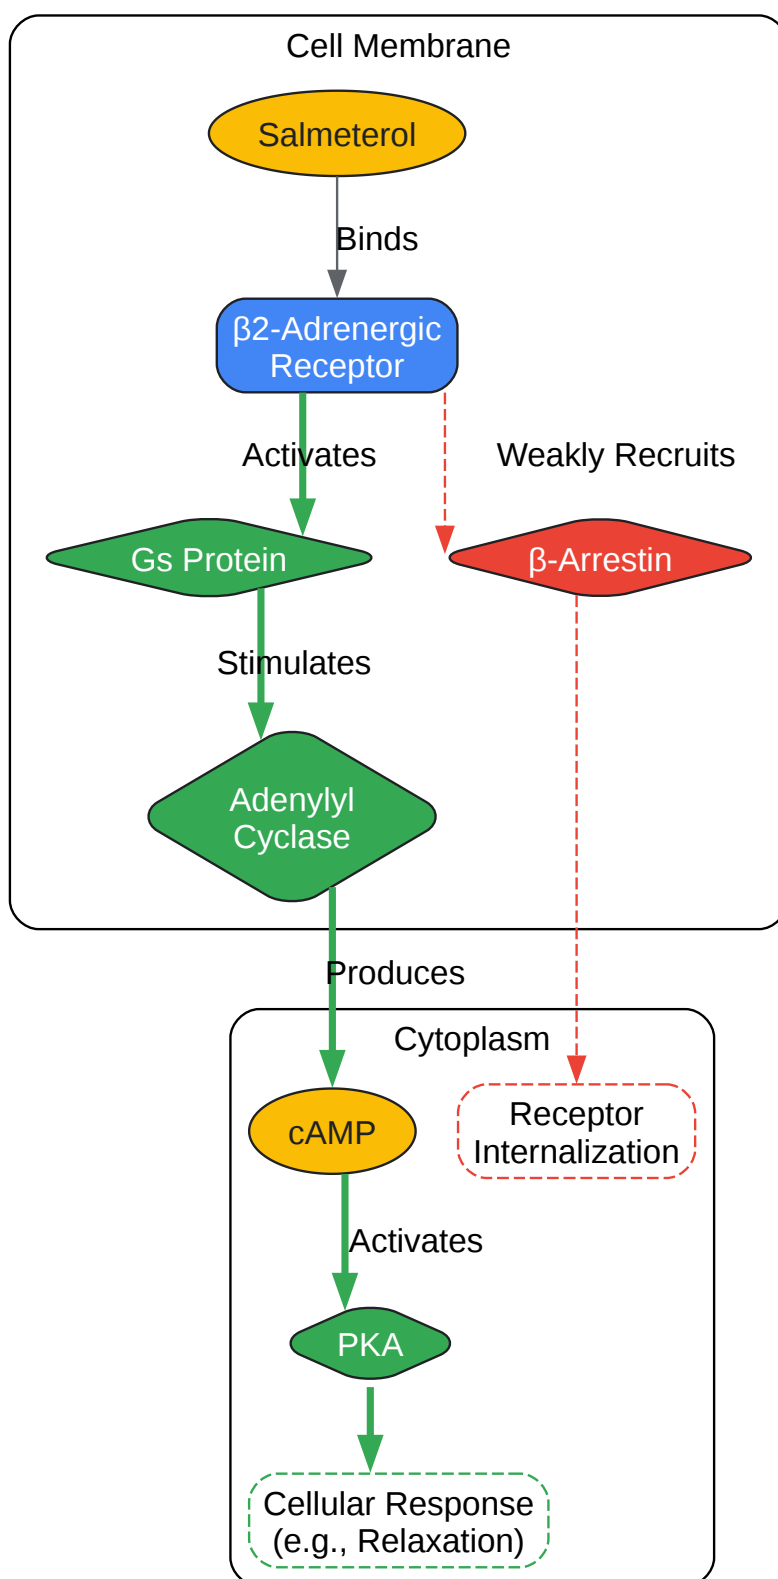 Cell Membrane
Salmeterol
Binds
β2-Adrenergic
Receptor
Activates
Weakly Recruits
Gs Protein
β-Arrestin
Stimulates
Adenylyl
Cyclase
Produces
Cytoplasm
cAMP
Receptor
Internalization
Activates
PKA
Cellular Response
(e.g., Relaxation)